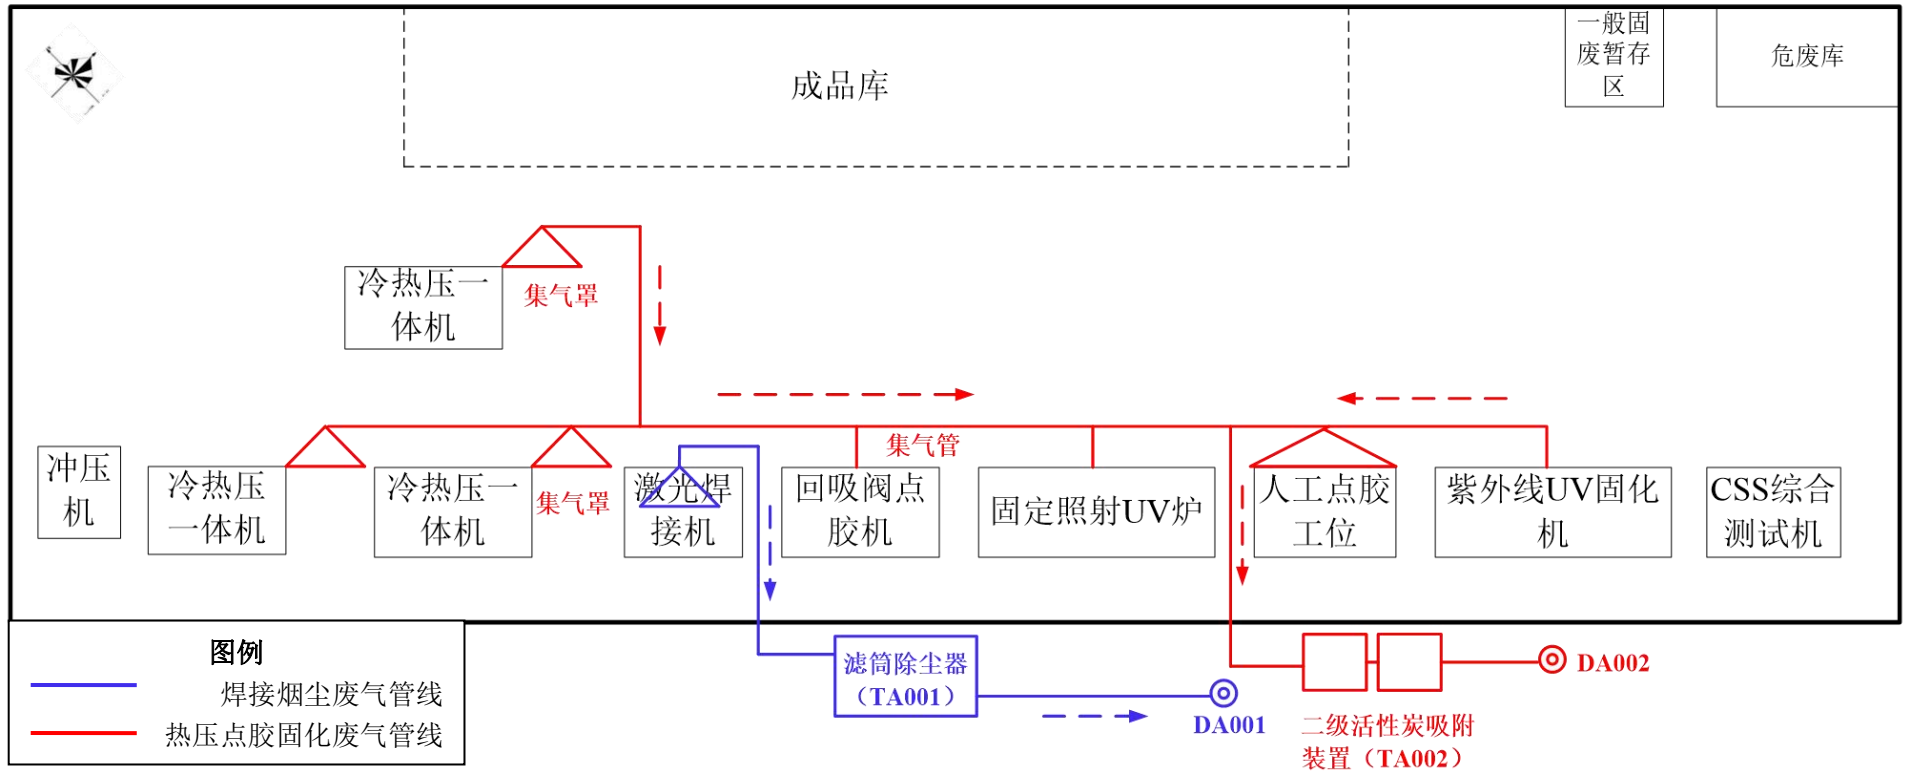 一般固
废暂存
区
危废库
成品库
冷热压一
体机
集气罩
集气管
冲压
机
冷热压
一体机
冷热压一
体机
集气罩
激光焊
接机
回吸阀点
胶机
固定照射UV炉
人工点胶
工位
紫外线UV固化
机
CSS综合
测试机
图例
焊接烟尘废气管线
热压点胶固化废气管线
滤筒除尘器
（TA001）
DA001
DA002
二级活性炭吸附
装置（TA002）